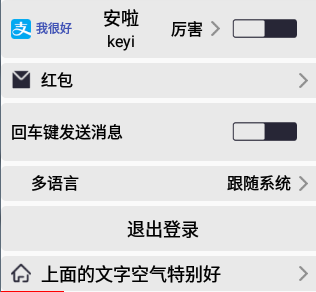 安啦
我很好 厉害
keyi
红包
回车键发送消息
多语言 跟随系统
退出登录
上面的文字空气特别好